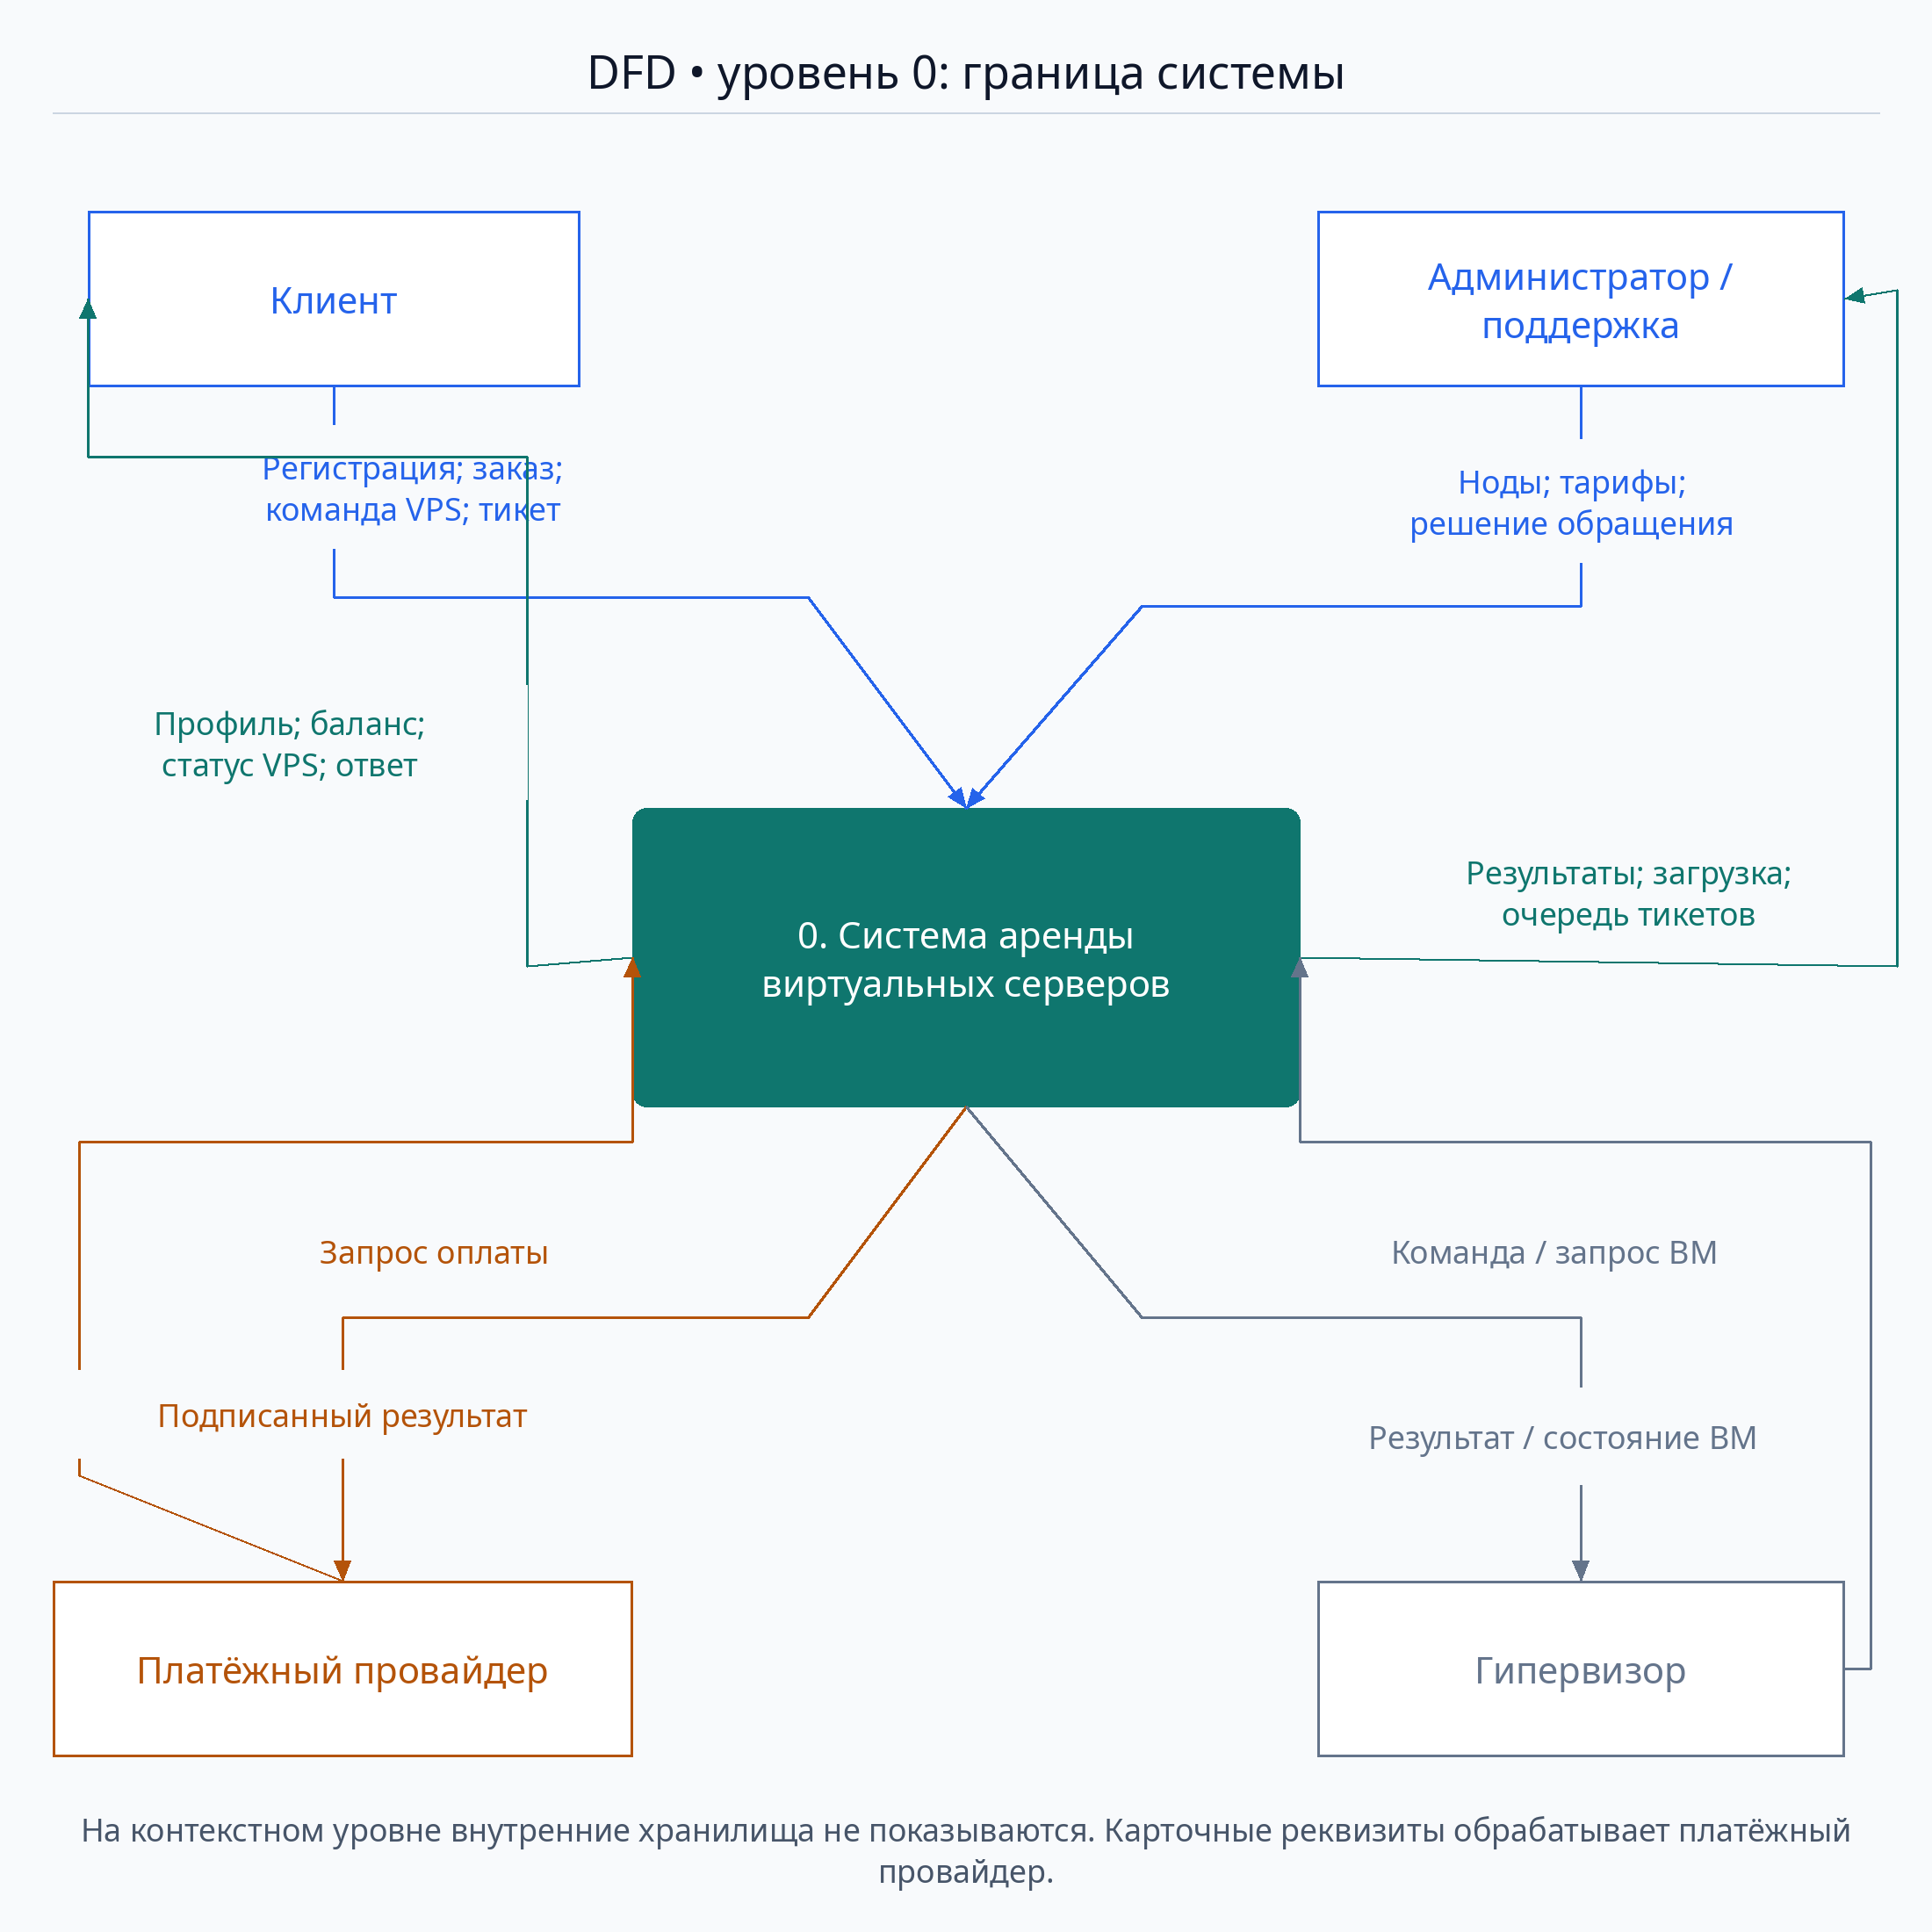 DFD • уровень 0: граница системы
Клиент
Администратор /
поддержка
Регистрация; заказ;
команда VPS; тикет
Ноды; тарифы;
решение обращения
Профиль; баланс;
статус VPS; ответ
Результаты; загрузка;
очередь тикетов
0. Система аренды
виртуальных серверов
Запрос оплаты
Команда / запрос ВМ
Подписанный результат
Результат / состояние ВМ
Платёжный провайдер
Гипервизор
На контекстном уровне внутренние хранилища не показываются. Карточные реквизиты обрабатывает платёжный
провайдер.